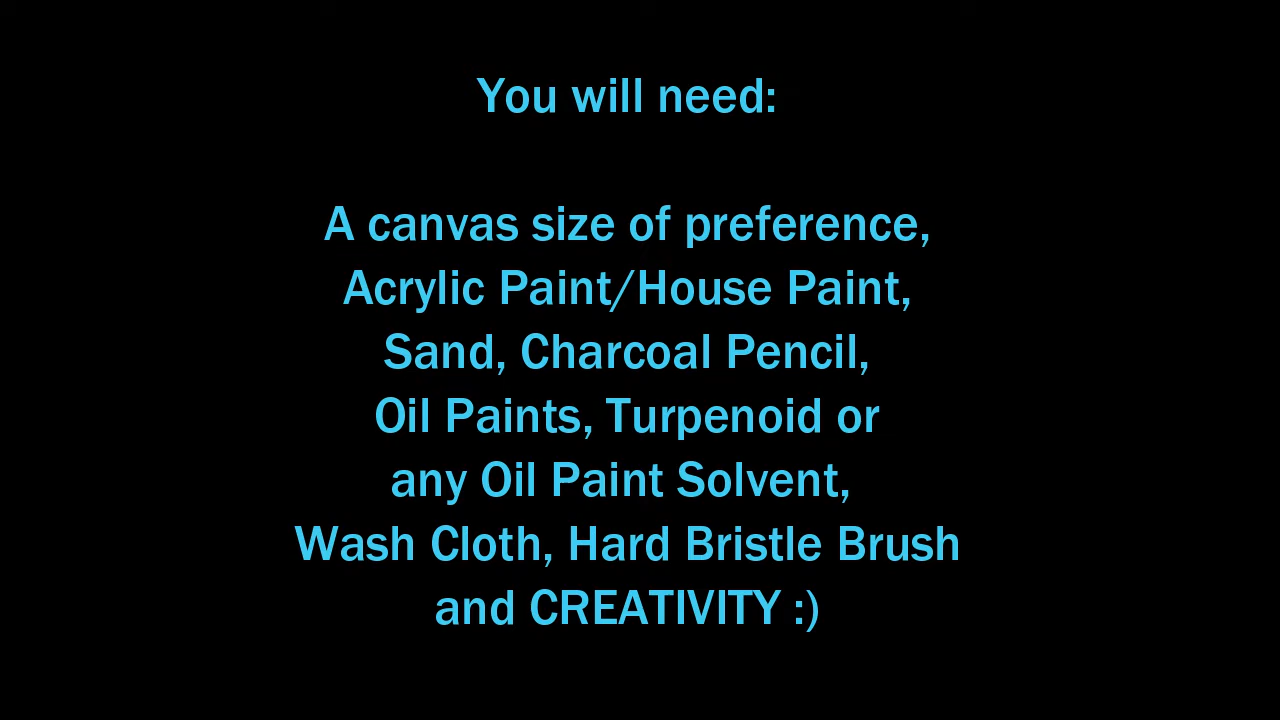 You will need:
A canvas size of preference,
Acrylic Paint/House Paint,
Sand, Charcoal Pencil,
Oil Paints, Turpenoid or
any Oil Paint Solvent,
Wash Cloth, Hard Bristle Brush
and CREATIVITY :)